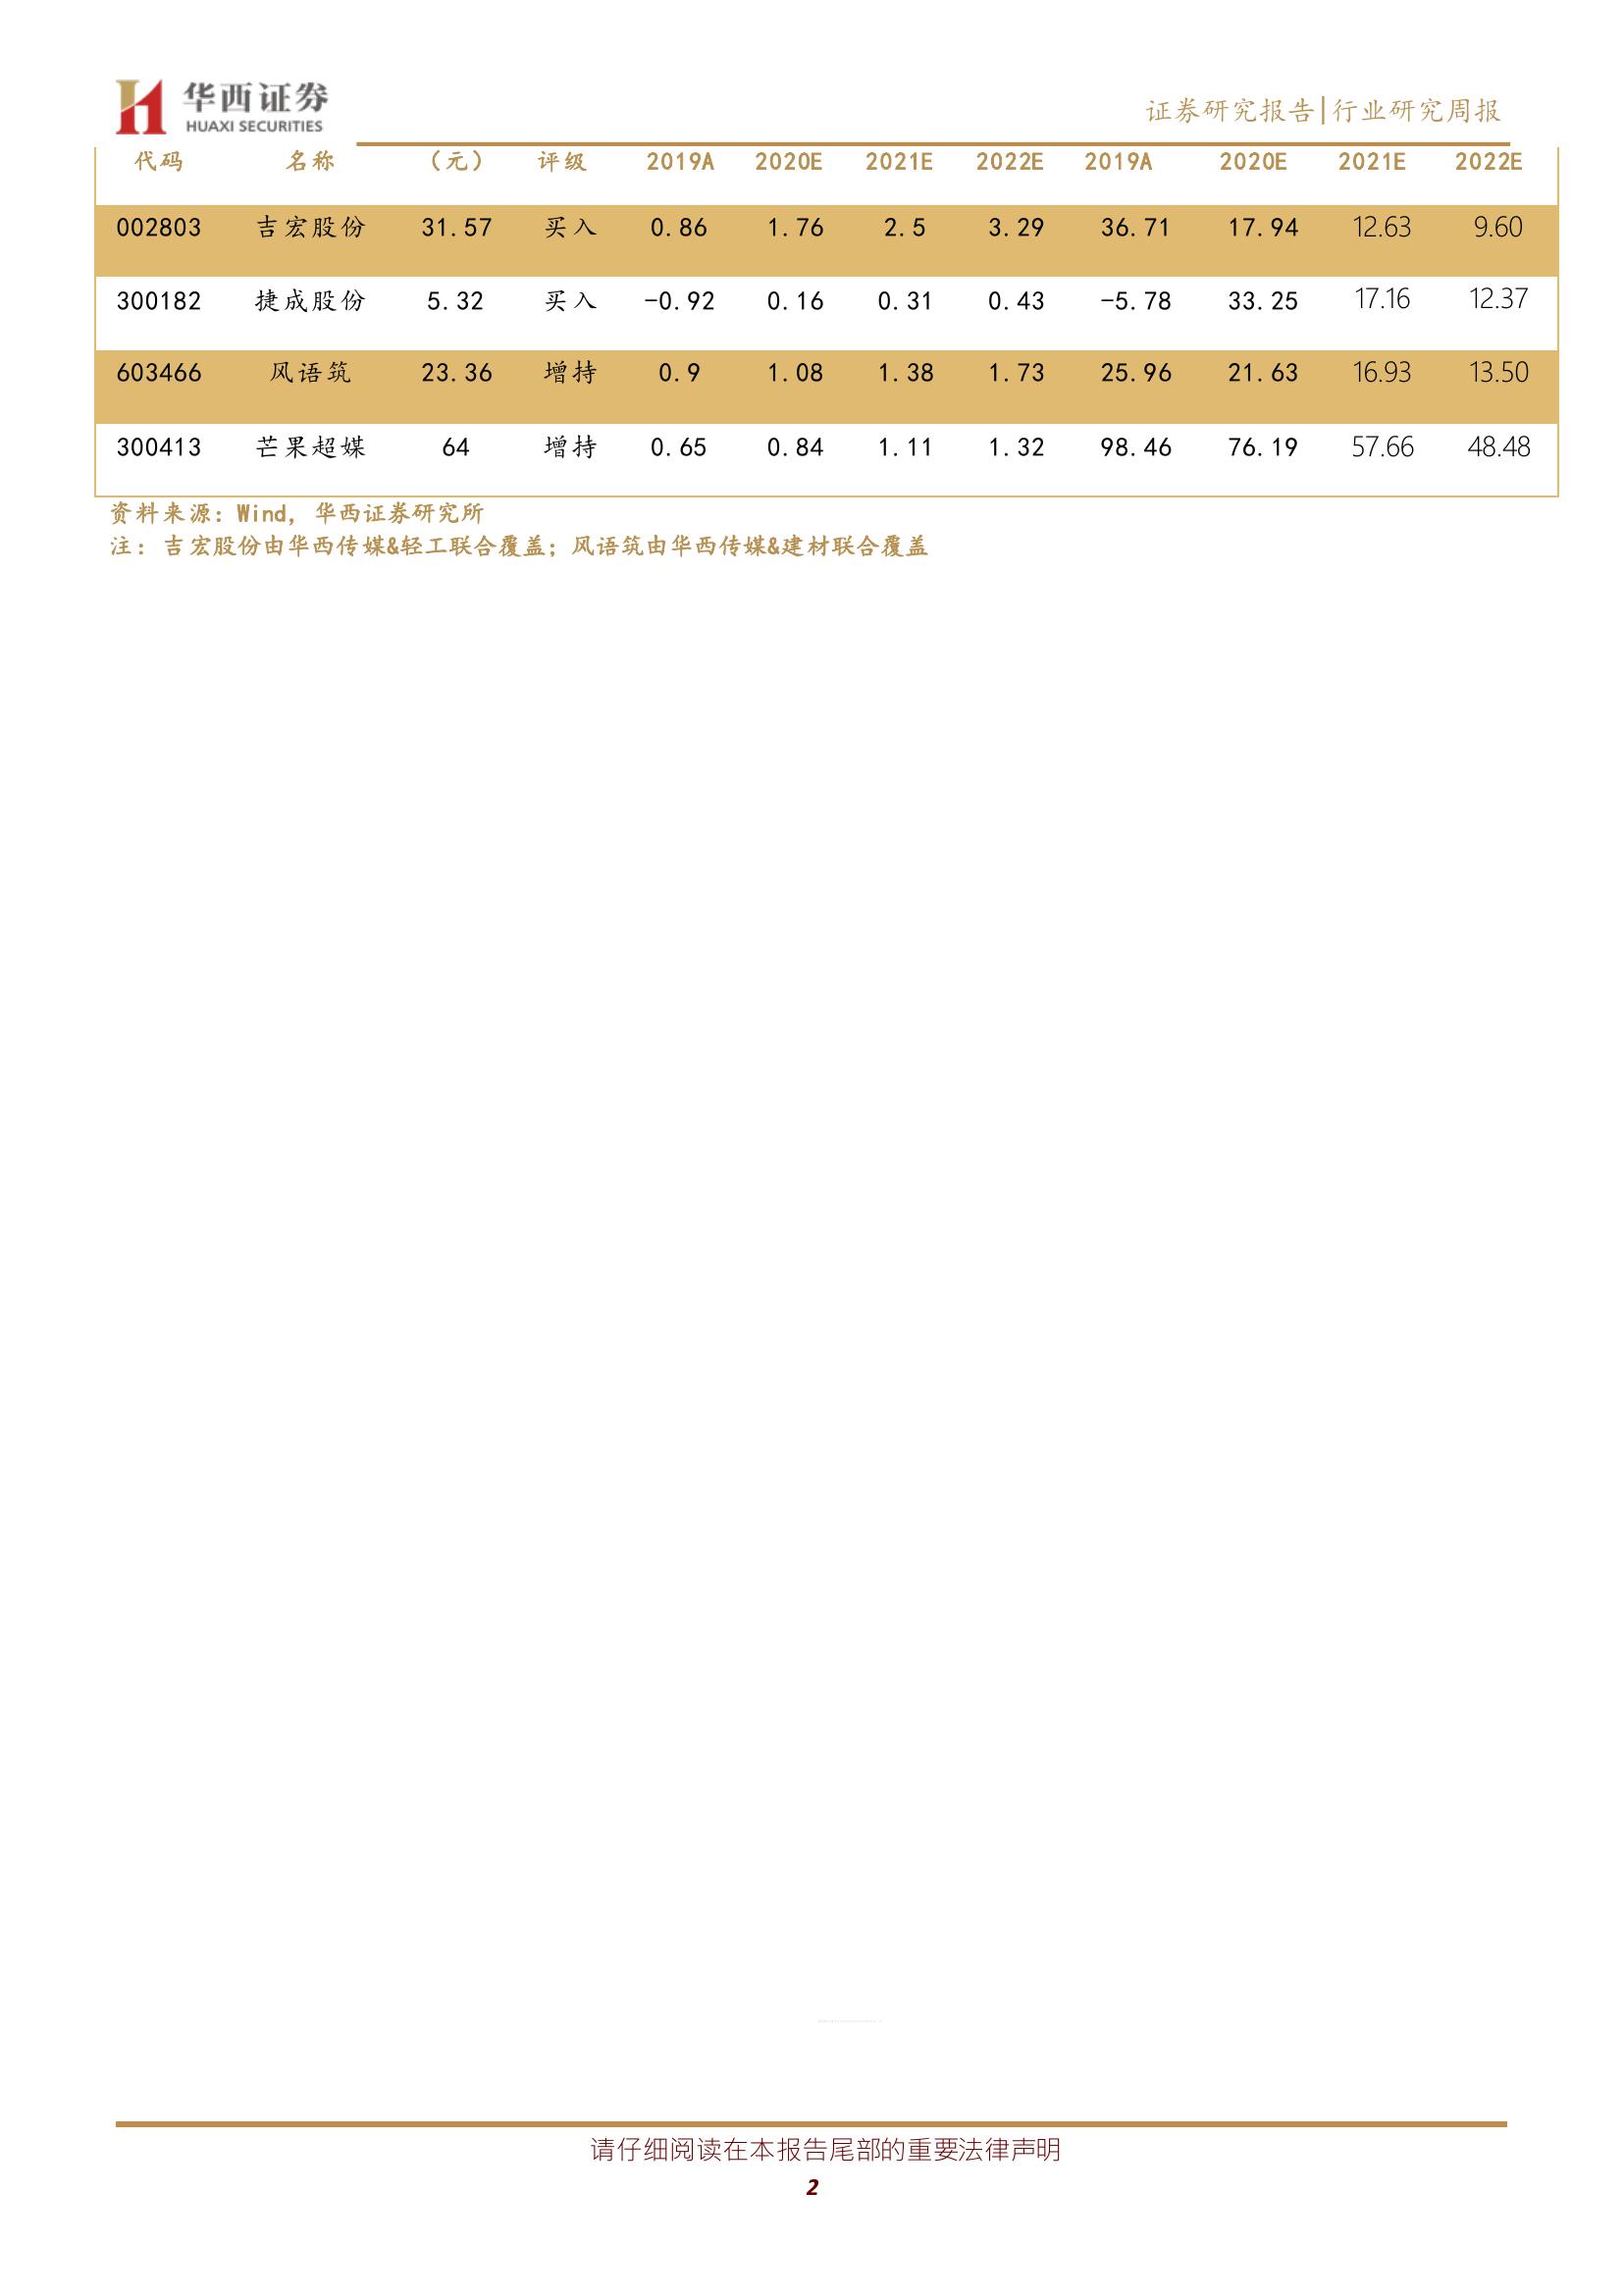 华西证券
HUAXI SECURITIES
证券研究报告|行业研究周报
代码 名称 （元） 评级 2019A 2020E 2021E 2022E 2019A 2020E 2021E 2022E
002803 吉宏股份 31.57 买入 0.86 1.76 2.5 3.29 36.71 17.94 12.63 9.60
300182 捷成股份 5.32 买入 -0.92 0.16 0.31 0.43 -5.78 33.25 17.16 12.37
603466 风语筑 23.36 增持 0.9 1.08 1.38 1.73 25.96 21.63 16.93 13.50
300413 芒果超媒 64 增持 0.65 0.84 1.11 1.32 98.46 76.19 57.66 48.48
资料来源：Wind，华西证券研究所
注：吉宏股份由华西传媒&轻工联合覆盖；风语筑由华西传媒&建材联合覆盖
请仔细阅读在本报告尾部的重要法律声明
2